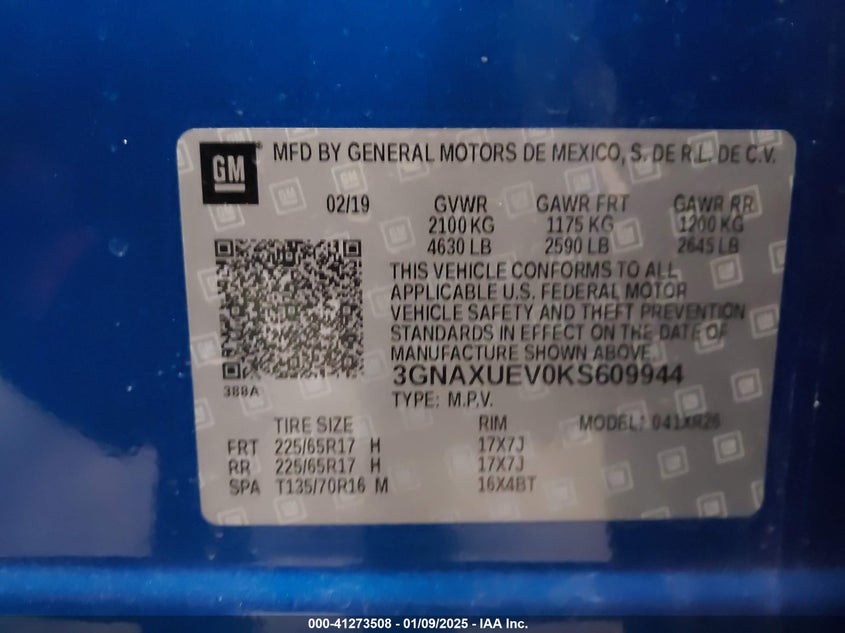 GM
MFD BY GENERAL MOTORS DE MEXICO, S. DE R.L. DE C.V.
02/19 GVWR GAWR FRT GAWR RR
2100 KG 1175 KG 1200 KG
4630 LB 2590 LB 2645 LB
THIS VEHICLE CONFORMS TO ALL
APPLICABLE U.S. FEDERAL MOTOR
VEHICLE SAFETY AND THEFT PREVENTION
STANDARDS IN EFFECT ON THE DATE OF
MANUFACTURE SHOWN ABOVE.
3GNAXUEV0KS609944
388A
TYPE: M.P.V.
TIRE SIZE RIM MODEL: 041XR26
FRT 225/65R17 H 17X7J
RR 225/65R17 H 17X7J
SPA T135/70R16 M 16X4BT
000-41273508 - 01/09/2025 - IAA Inc.